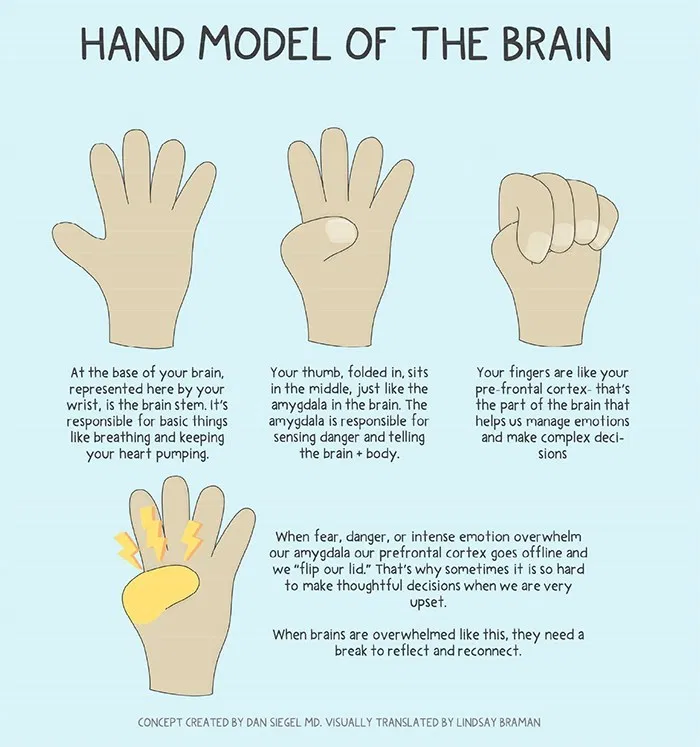 HAND MODEL OF THE BRAIN
At the base of your brain,
represented here by your
wrist, is the brain stem. It's
responsible for basic things
like breathing and keeping
your heart pumping.
Your thumb, folded in, sits
in the middle, just like the
amygdala in the brain. The
amygdala is responsible for
sensing danger and telling
the brain + body.
Your fingers are like your
pre-frontal cortex- that's
the part of the brain that
helps us manage emotions
and make complex deci-
sions
When fear, danger, or intense emotion overwhelm
our amygdala our prefrontal cortex goes offline and
we "flip our lid." That's why sometimes it is so hard
to make thoughtful decisions when we are very
upset.
When brains are overwhelmed like this, they need a
break to reflect and reconnect.
CONCEPT CREATED BY DAN SIEGEL MD. VISUALLY TRANSLATED BY LINDSAY BRAMAN